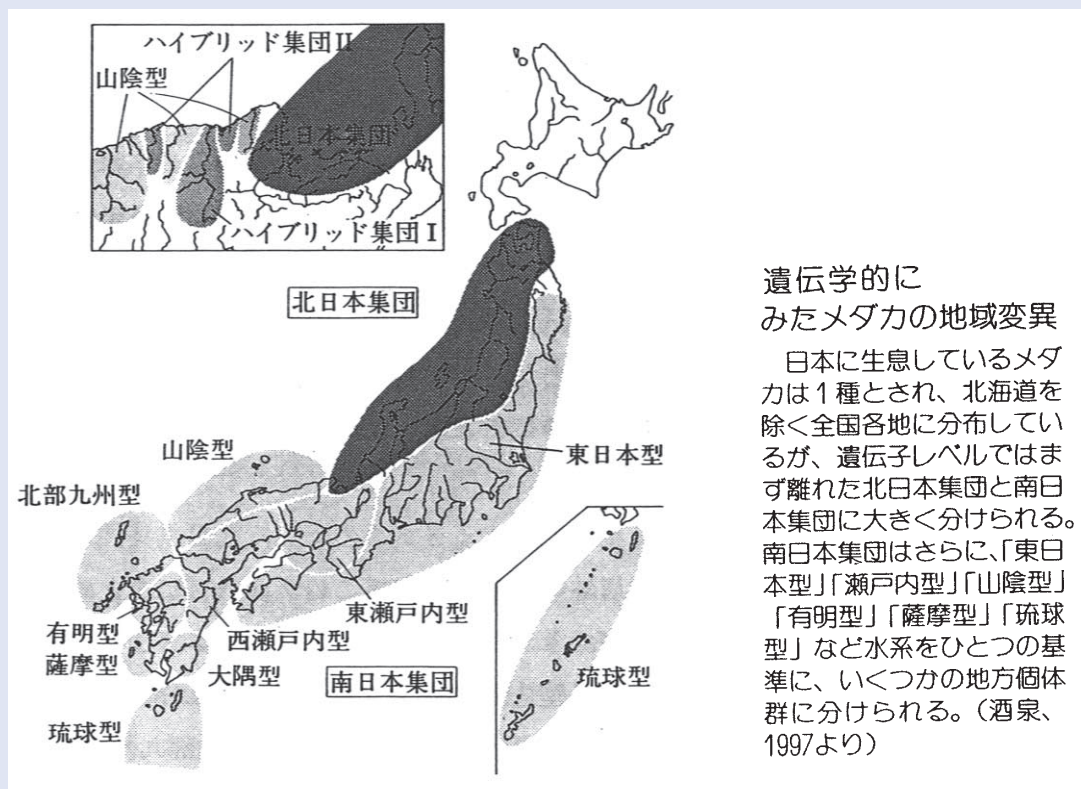 ハイブリッド集団II
山陰型
北日本集団
ハイブリッド集団I
北日本集団
山陰型
東日本型
北部九州型
東瀬戸内型
有明型
西瀬戸内型
薩摩型
大隅型
南日本集団
琉球型
琉球型
遺伝学的に
みたメダカの地域変異
日本に生息しているメダ
カは1種とされ、北海道を
除く全国各地に分布してい
るが、遺伝子レベルではま
ず離れた北日本集団と南日
本集団に大きく分けられる。
南日本集団はさらに、「東日
本型」「瀬戸内型」「山陰型」
「有明型」「薩摩型」「琉球
型」など水系をひとつの基
準に、いくつかの地方個体
群に分けられる。(酒泉、
1997より)